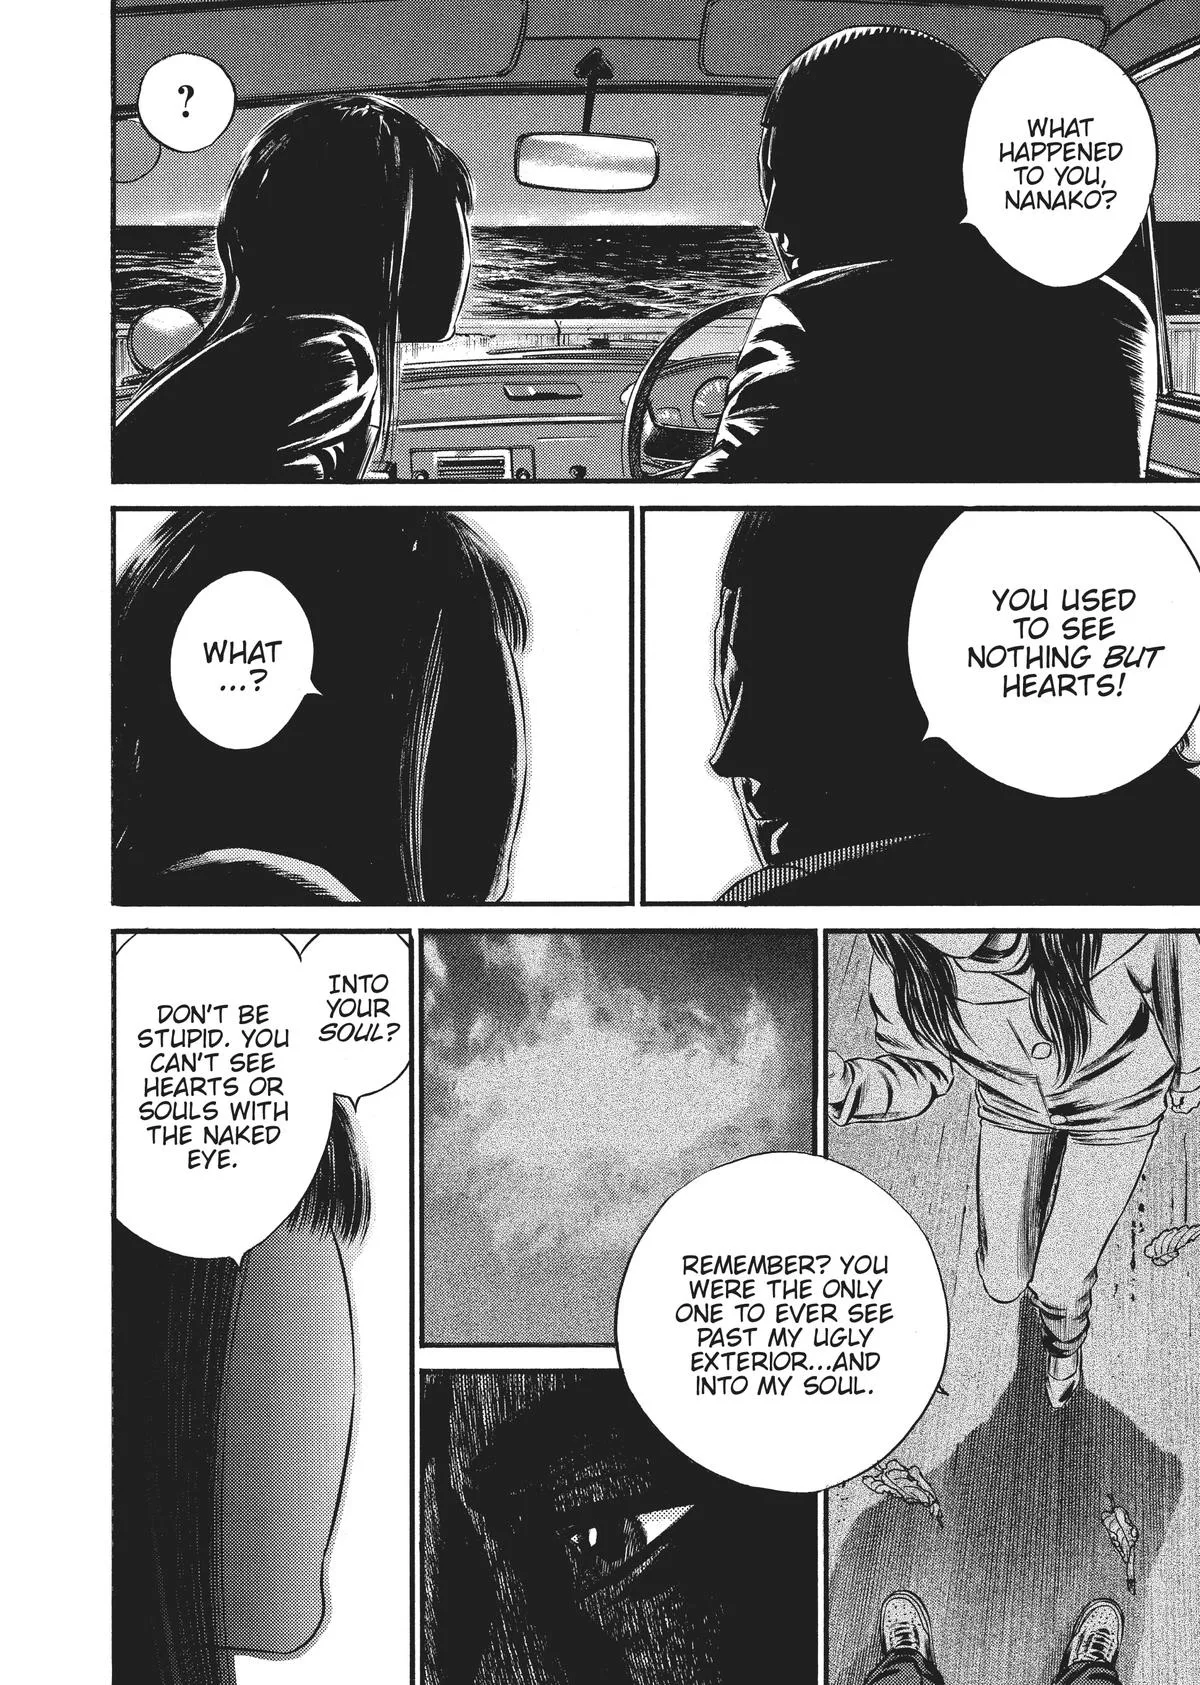 WHAT
HAPPENED
TO YOU,
NANAKO?
?
YOU USED
TO SEE
NOTHING BUT
HEARTS!
WHAT
...?
REMEMBER? YOU
WERE THE ONLY
ONE TO EVER SEE
PAST MY UGLY
EXTERIOR...AND
INTO MY SOUL.
INTO
YOUR
SOUL?
DON'T BE
STUPID. YOU
CAN'T SEE
HEARTS OR
SOULS WITH
THE NAKED
EYE.